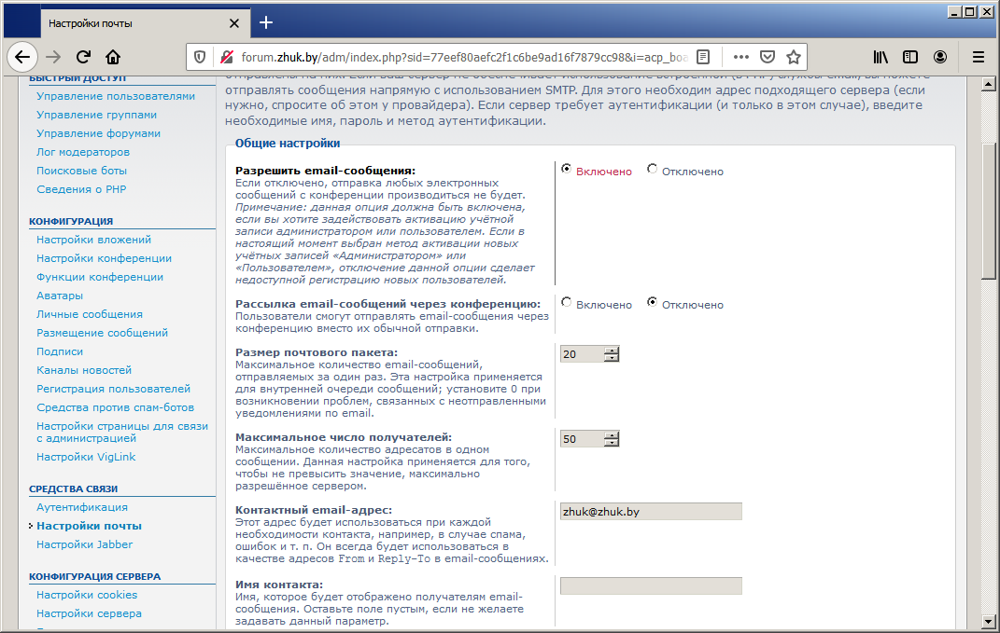 Настройки почты
forum.zhuk.by/adm/index.php?sid=77eef80aefc2f1c6be9ad16f7879cc98&i=acp_boa
БЫСТРЫЙ ДОСТУП
Управление пользователями
Управление группами
Управление форумами
Лог модераторов
Поисковые боты
Сведения о PHP
КОНФИГУРАЦИЯ
Настройки вложений
Настройки конференции
Функции конференции
Аватары
Личные сообщения
Размещение сообщений
Подписи
Каналы новостей
Регистрация пользователей
Средства против спам-ботов
Настройки страницы для связи
с администрацией
Настройки VigLink
СРЕДСТВА СВЯЗИ
Аутентификация
Настройки почты
Настройки Jabber
КОНФИГУРАЦИЯ СЕРВЕРА
Настройки cookies
Настройки сервера
отправлять сообщения напрямую с использованием SMTP. Для этого необходим адрес подходящего сервера (если
нужно, спросите об этом у провайдера). Если сервер требует аутентификации (и только в этом случае), введите
необходимые имя, пароль и метод аутентификации.
Общие настройки
Разрешить email-сообщения:
Если отключено, отправка любых электронных
сообщений с конференции производиться не будет.
Примечание: данная опция должна быть включена,
если вы хотите задействовать активацию учётной
записи администратором или пользователем. Если в
настоящий момент выбран метод активации новых
учётных записей «Администратором» или
«Пользователем», отключение данной опции сделает
недоступной регистрацию новых пользователей.
Включено Отключено
Рассылка email-сообщений через конференцию:
Пользователи смогут отправлять email-сообщения через
конференцию вместо их обычной отправки.
Включено Отключено
Размер почтового пакета:
Максимальное количество email-сообщений,
отправляемых за один раз. Эта настройка применяется
для внутренней очереди сообщений; установите 0 при
возникновении проблем, связанных с неотправленными
уведомлениями по email.
20
Максимальное число получателей:
Максимальное количество адресатов в одном
сообщении. Данная настройка применяется для того,
чтобы не превысить значение, максимально
разрешённое сервером.
50
Контактный email-адрес:
Этот адрес будет использоваться при каждой
необходимости контакта, например, в случае спама,
ошибок и т. п. Он всегда будет использоваться в
качестве адресов From и Reply-To в email-сообщениях.
zhuk@zhuk.by
Имя контакта:
Имя, которое будет отображено получателям email-
сообщения. Оставьте поле пустым, если не желаете
задавать данный параметр.